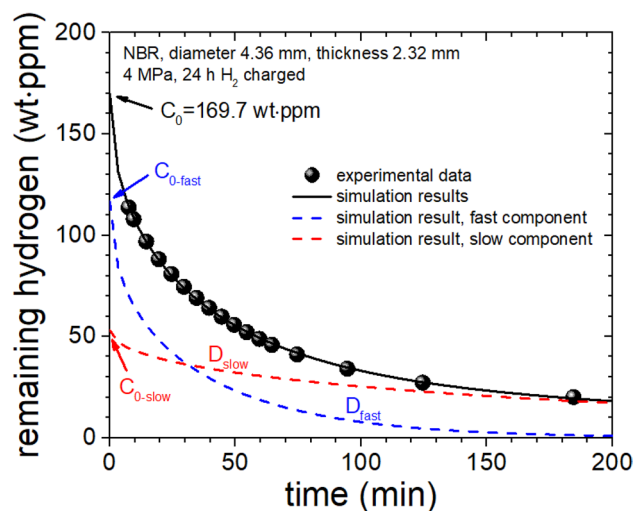 200
150
100
50
0
remaining hydrogen (wt·ppm)
NBR, diameter 4.36 mm, thickness 2.32 mm
4 MPa, 24 h H₂ charged
C₀=169.7 wt·ppm
C₀₋fast
experimental data
simulation results
simulation result, fast component
simulation result, slow component
Dslow
C₀₋slow
Dfast
0 50 100 150 200
time (min)